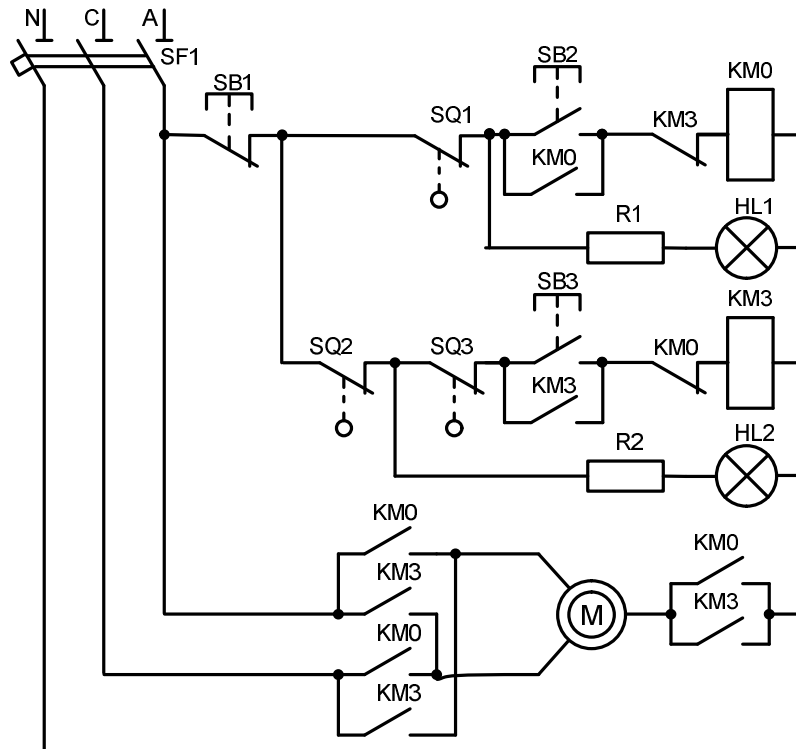 N C A
SF1
SB1
SB2
SQ1
KM0
KM3
KM0
R1
HL1
SB3
KM3
SQ2
SQ3
KM3
KM0
R2
HL2
KM0
KM3
KM0
KM3
M
KM0
KM3